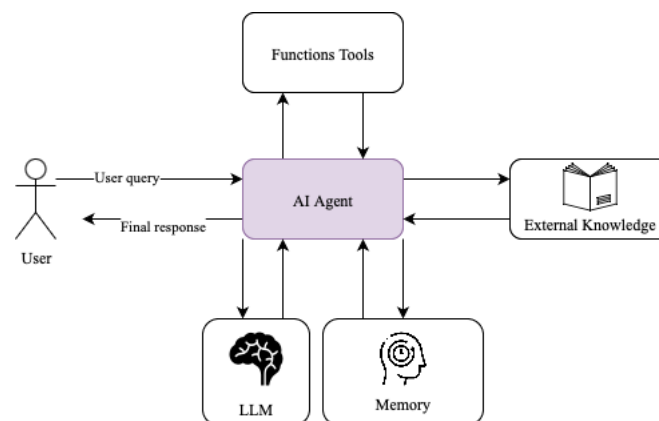 Functions Tools
User query
AI Agent
Final response
External Knowledge
User
LLM
Memory